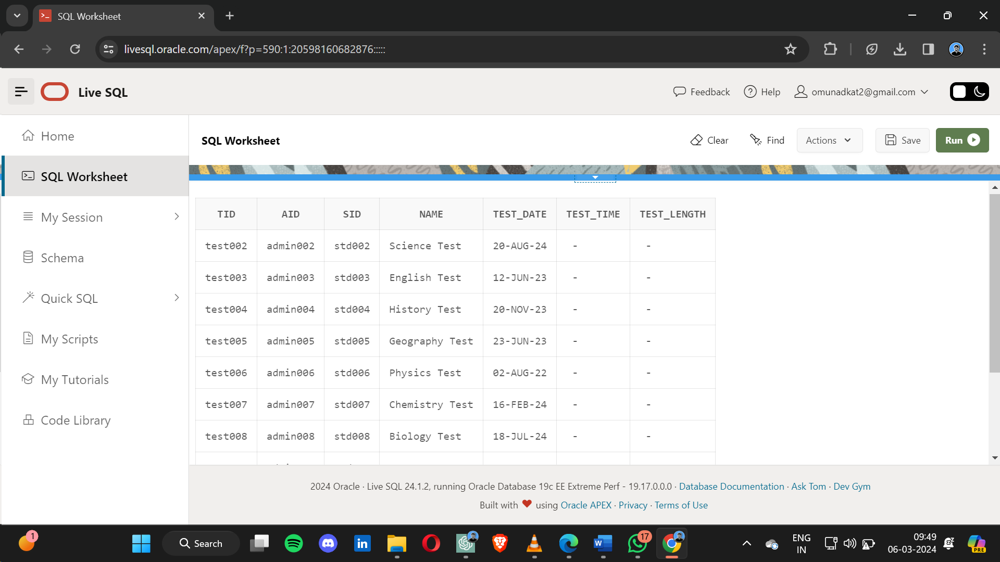 SQL Worksheet
livesql.oracle.com/apex/f?p=590:1:20598160682876:::::
Live SQL
Feedback
Help
omunadkat2@gmail.com
Home
SQL Worksheet
My Session
Schema
Quick SQL
My Scripts
My Tutorials
Code Library
SQL Worksheet
Clear
Find
Actions
Save
Run
TID AID SID NAME TEST_DATE TEST_TIME TEST_LENGTH
test002 admin002 std002 Science Test 20-AUG-24 - -
test003 admin003 std003 English Test 12-JUN-23 - -
test004 admin004 std004 History Test 20-NOV-23 - -
test005 admin005 std005 Geography Test 23-JUN-23 - -
test006 admin006 std006 Physics Test 02-AUG-22 - -
test007 admin007 std007 Chemistry Test 16-FEB-24 - -
test008 admin008 std008 Biology Test 18-JUL-24 - -
2024 Oracle · Live SQL 24.1.2, running Oracle Database 19c EE Extreme Perf - 19.17.0.0.0 · Database Documentation · Ask Tom · Dev Gym
Built with ❤ using Oracle APEX · Privacy · Terms of Use
1
Search
in
W
17
ENG
IN
09:49
06-03-2024
PRE